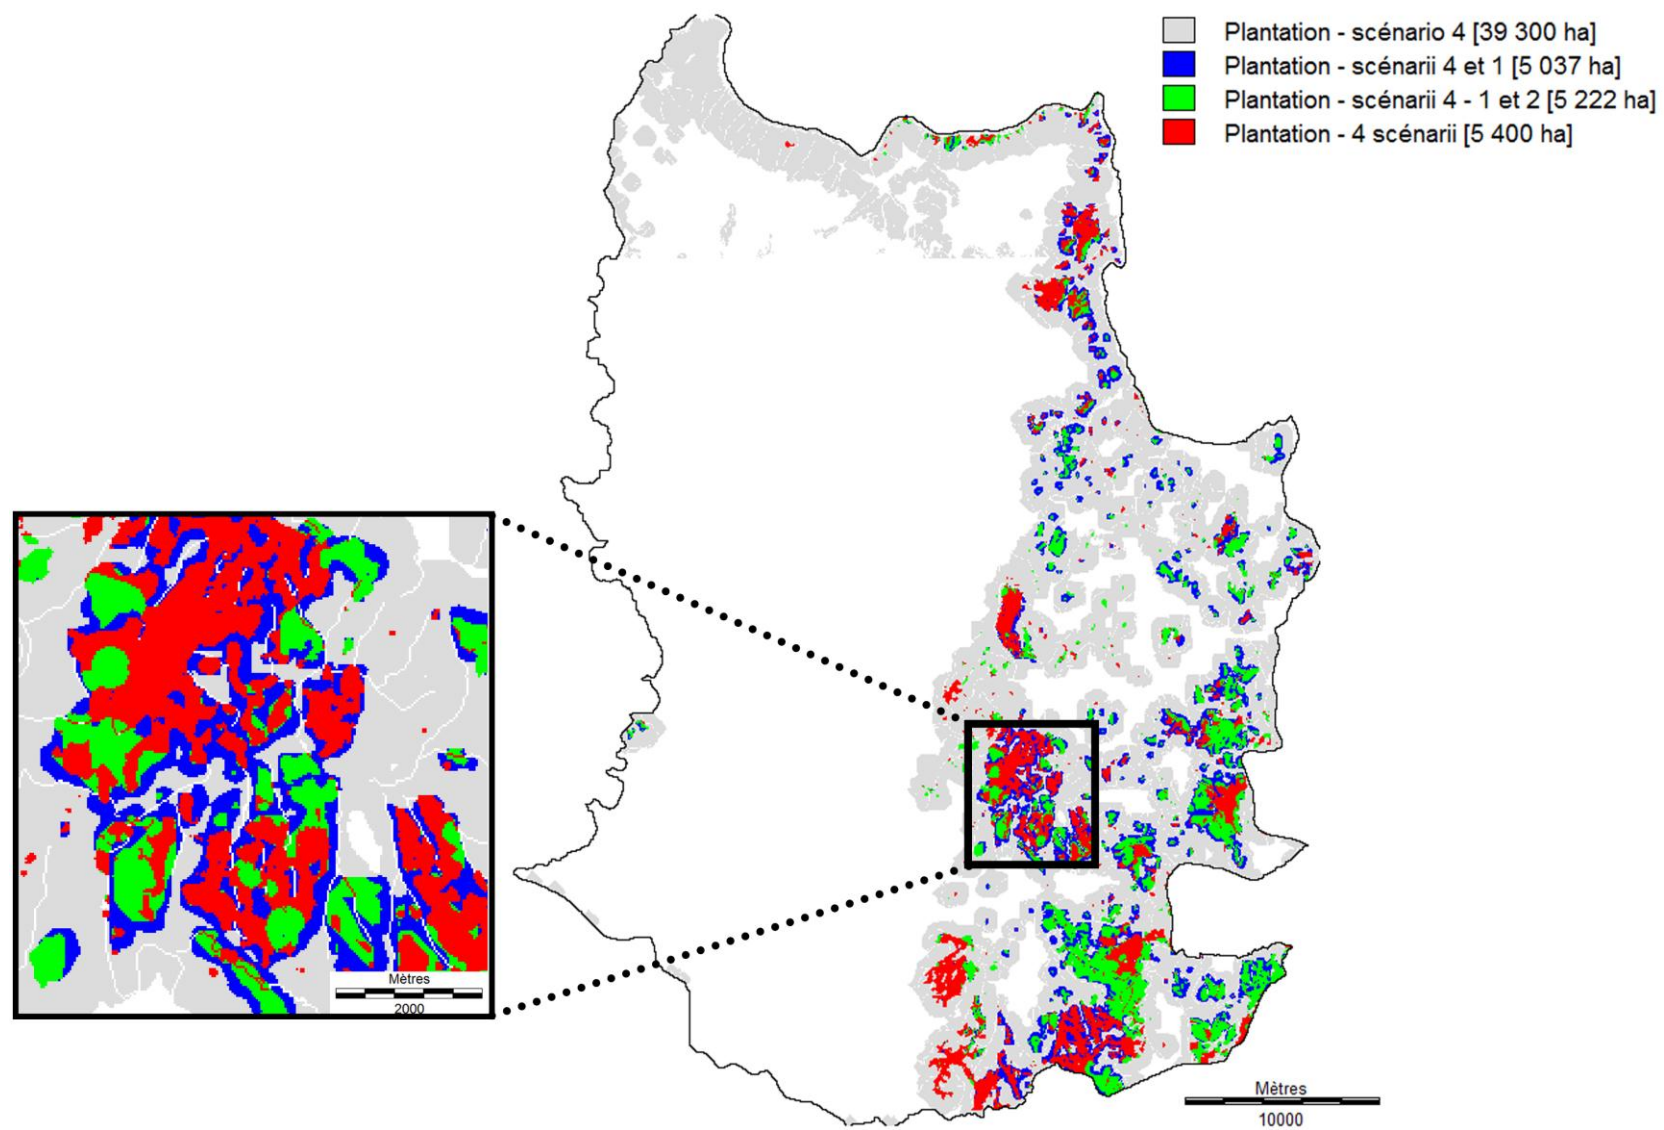 Plantation - scénario 4 [39 300 ha]
Plantation - scénarii 4 et 1 [5 037 ha]
Plantation - scénarii 4 - 1 et 2 [5 222 ha]
Plantation - 4 scénarii [5 400 ha]
Mètres
2000
Mètres
10000